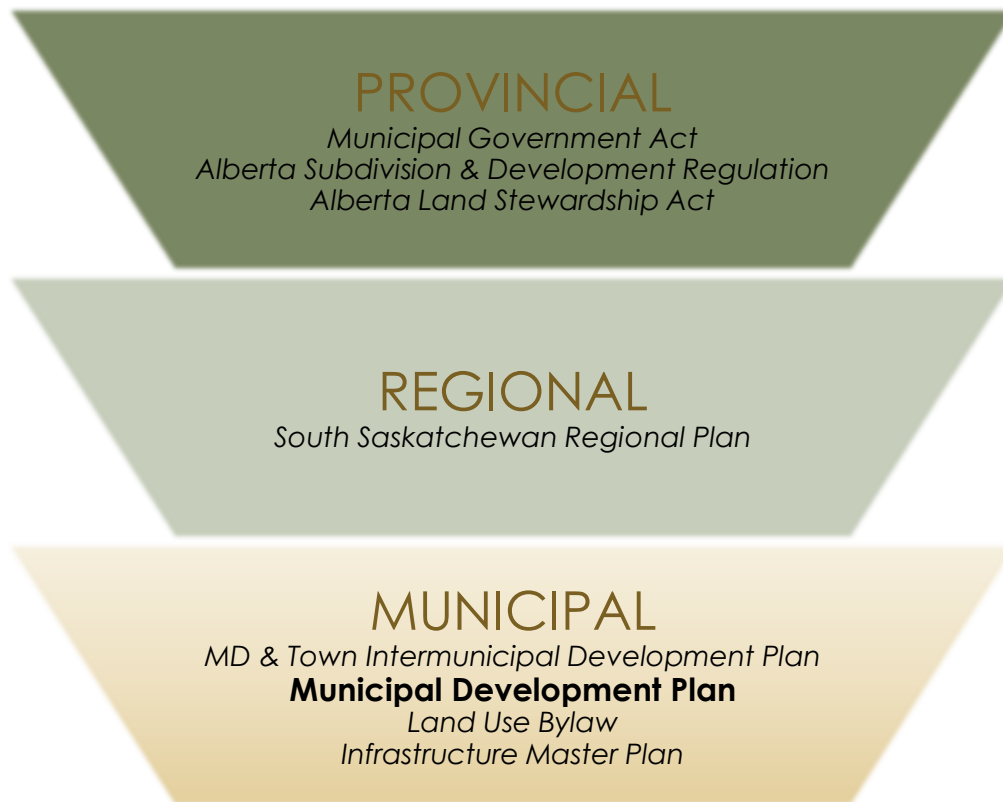 PROVINCIAL
Municipal Government Act
Alberta Subdivision & Development Regulation
Alberta Land Stewardship Act
REGIONAL
South Saskatchewan Regional Plan
MUNICIPAL
MD & Town Intermunicipal Development Plan
Municipal Development Plan
Land Use Bylaw
Infrastructure Master Plan